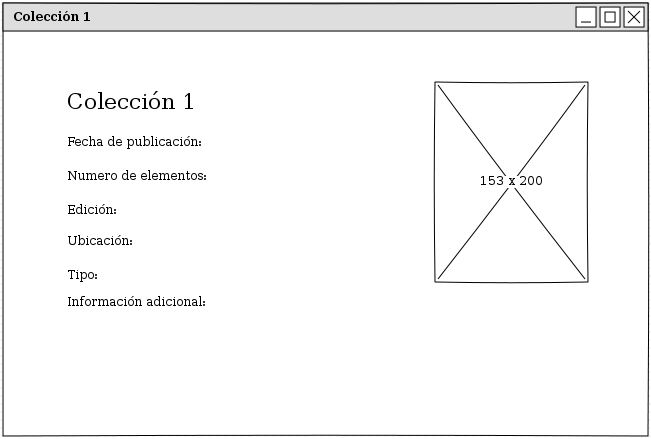 Colección 1
Colección 1
Fecha de publicación:
Numero de elementos:
Edición:
Ubicación:
Tipo:
Información adicional:
153 x 200